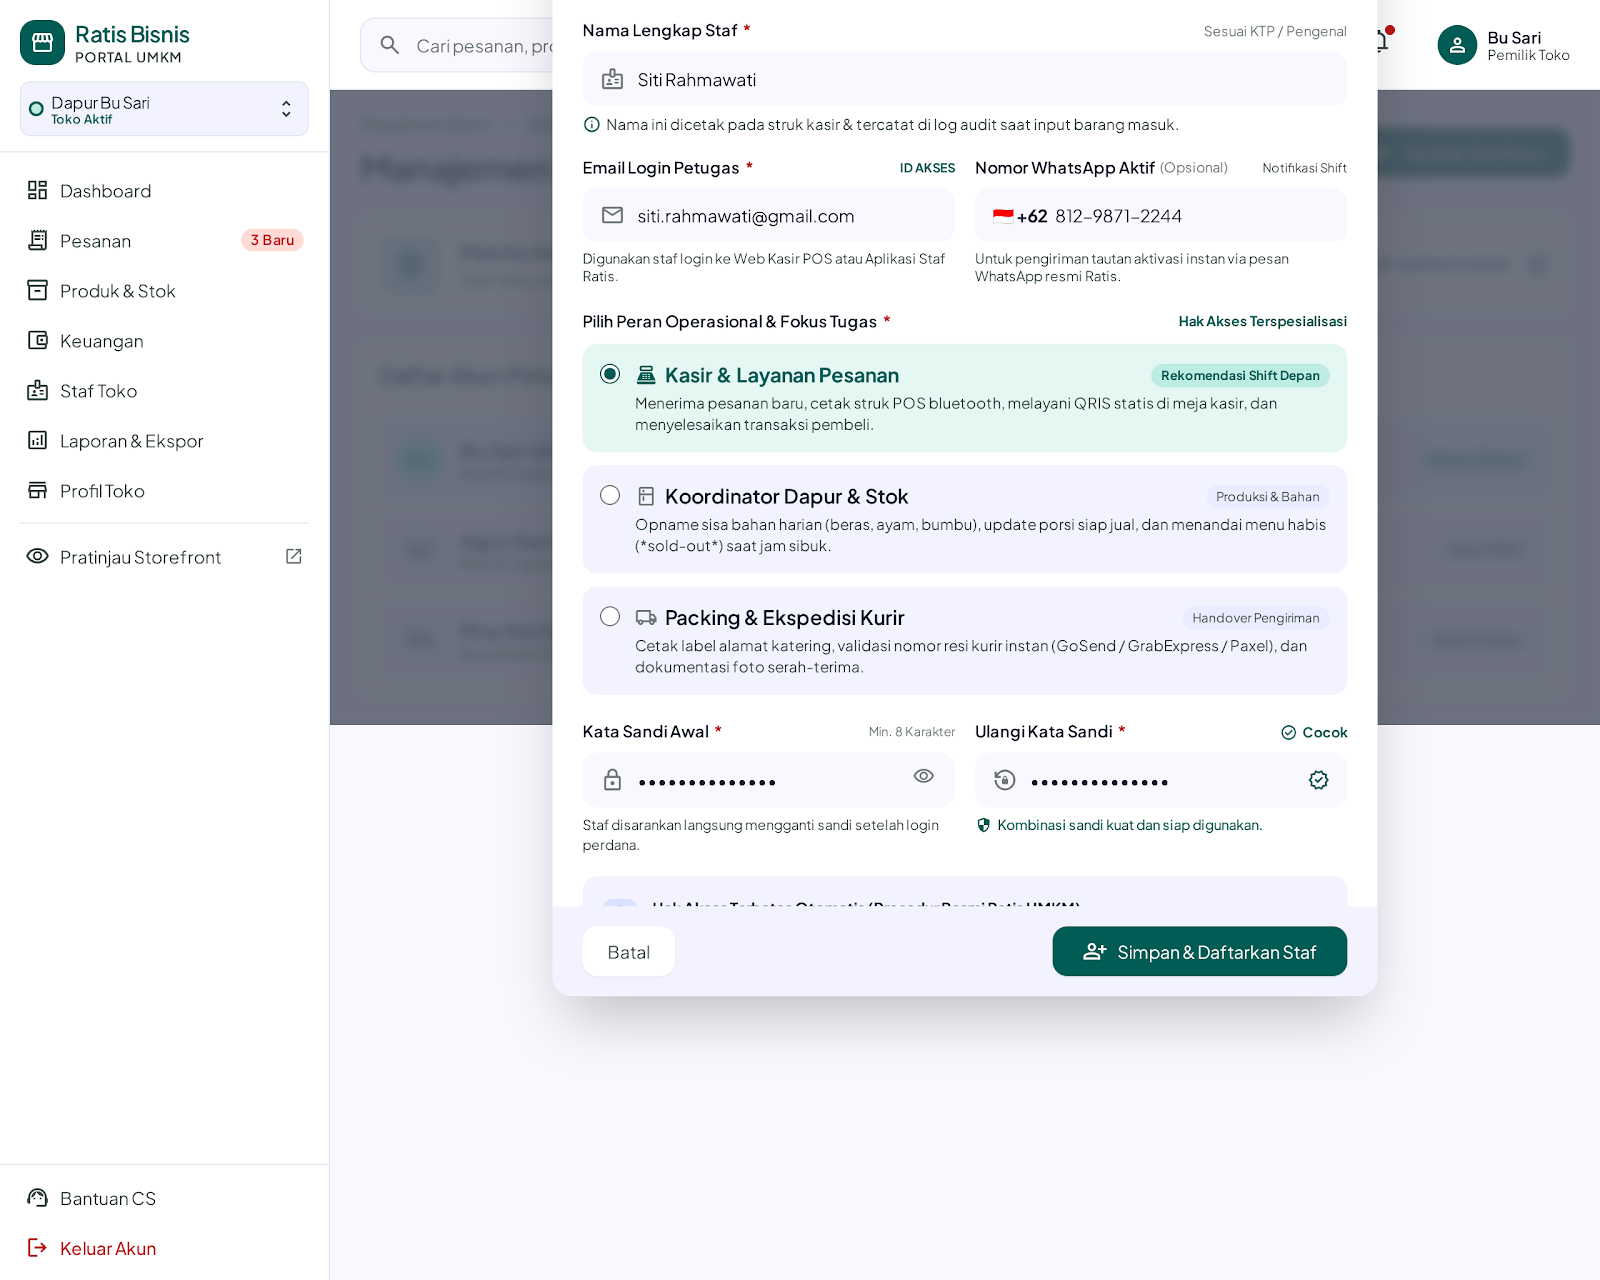 Ratis Bisnis
PORTAL UMKM
Dapur Bu Sari
Toko Aktif
Dashboard
Pesanan
3 Baru
Produk & Stok
Keuangan
Staf Toko
Laporan & Ekspor
Profil Toko
Pratinjau Storefront
Bantuan CS
Keluar Akun
Cari pesanan,
Bu Sari
Pemilik Toko
Manajemen
Nama Lengkap Staf *
Sesuai KTP / Pengenal
Siti Rahmawati
Nama ini dicetak pada struk kasir & tercatat di log audit saat input barang masuk.
Email Login Petugas *
ID AKSES
siti.rahmawati@gmail.com
Digunakan staf login ke Web Kasir POS atau Aplikasi Staf
Ratis.
Nomor WhatsApp Aktif (Opsional)
Notifikasi Shift
+62 812-9871-2244
Untuk pengiriman tautan aktivasi instan via pesan
WhatsApp resmi Ratis.
Pilih Peran Operasional & Fokus Tugas *
Hak Akses Terspesialisasi
Kasir & Layanan Pesanan
Rekomendasi Shift Depan
Menerima pesanan baru, cetak struk POS bluetooth, melayani QRIS statis di meja kasir, dan
menyelesaikan transaksi pembeli.
Koordinator Dapur & Stok
Produksi & Bahan
Opname sisa bahan harian (beras, ayam, bumbu), update porsi siap jual, dan menandai menu habis
(*sold-out*) saat jam sibuk.
Packing & Ekspedisi Kurir
Handover Pengiriman
Cetak label alamat katering, validasi nomor resi kurir instan (GoSend / GrabExpress / Paxel), dan
dokumentasi foto serah-terima.
Kata Sandi Awal *
Min. 8 Karakter
••••••••••••••
Staf disarankan langsung mengganti sandi setelah login
perdana.
Ulangi Kata Sandi *
Cocok
••••••••••••••
Kombinasi sandi kuat dan siap digunakan.
Hak Akses Terbatas Otomatis (Prosedur Resmi Ratis UMKM)
Batal
Simpan & Daftarkan Staf